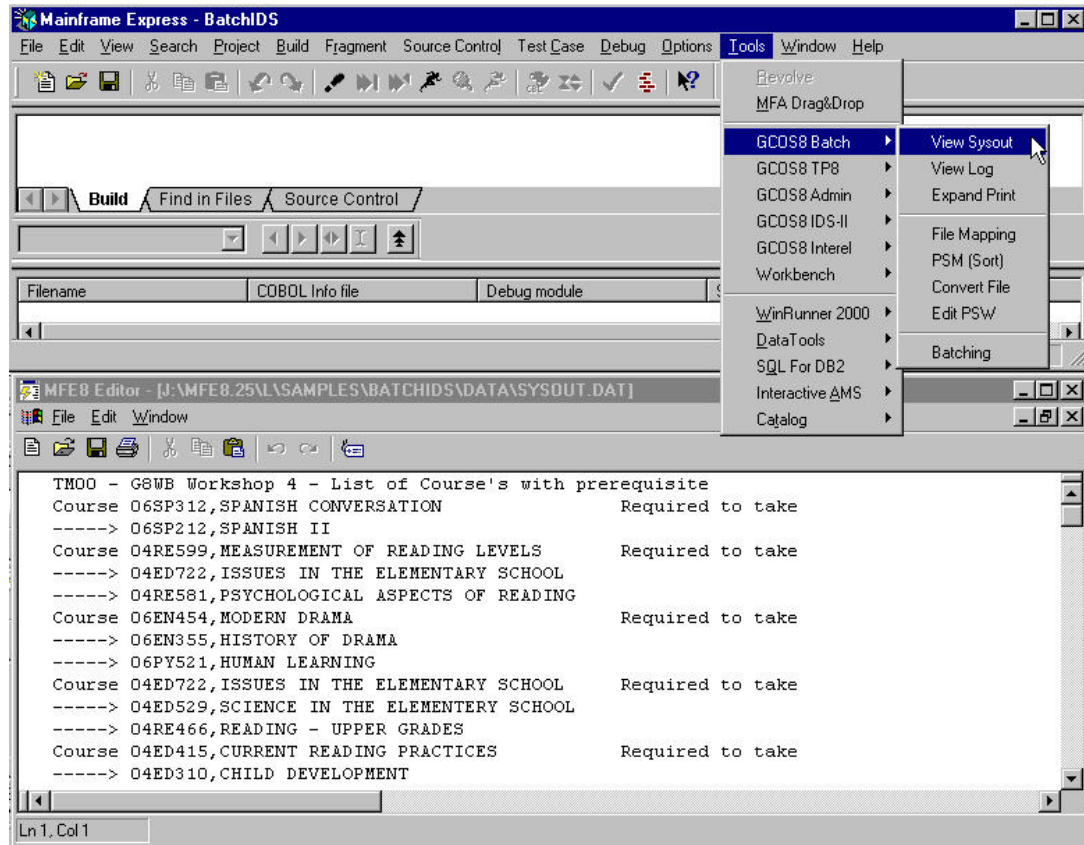 Mainframe Express - BatchIDS
File Edit View Search Project Build Fragment Source Control Test Case Debug Options Tools Window Help
Revolve
MFA Drag&Drop
GCOS8 Batch
GCOS8 TP8
GCOS8 Admin
GCOS8 IDS-II
GCOS8 Interel
Workbench
WinRunner 2000
DataTools
SQL For DB2
Interactive AMS
Catalog
View Sysout
View Log
Expand Print
File Mapping
PSM (Sort)
Convert File
Edit PSW
Batching
Build Find in Files Source Control
Filename COBOL Info file Debug module S
MFE8 Editor - [J:\MFE8.25\L\SAMPLES\BATCHIDS\DATA\SYSOUT.DAT]
File Edit Window
TM00 - G8WB Workshop 4 - List of Course's with prerequisite
Course 06SP312,SPANISH CONVERSATION Required to take
-----> 06SP212,SPANISH II
Course 04RE599,MEASUREMENT OF READING LEVELS Required to take
-----> 04ED722,ISSUES IN THE ELEMENTARY SCHOOL
-----> 04RE581,PSYCHOLOGICAL ASPECTS OF READING
Course 06EN454,MODERN DRAMA Required to take
-----> 06EN355,HISTORY OF DRAMA
-----> 06PY521,HUMAN LEARNING
Course 04ED722,ISSUES IN THE ELEMENTARY SCHOOL Required to take
-----> 04ED529,SCIENCE IN THE ELEMENTERY SCHOOL
-----> 04RE466,READING - UPPER GRADES
Course 04ED415,CURRENT READING PRACTICES Required to take
-----> 04ED310,CHILD DEVELOPMENT
Ln 1, Col 1